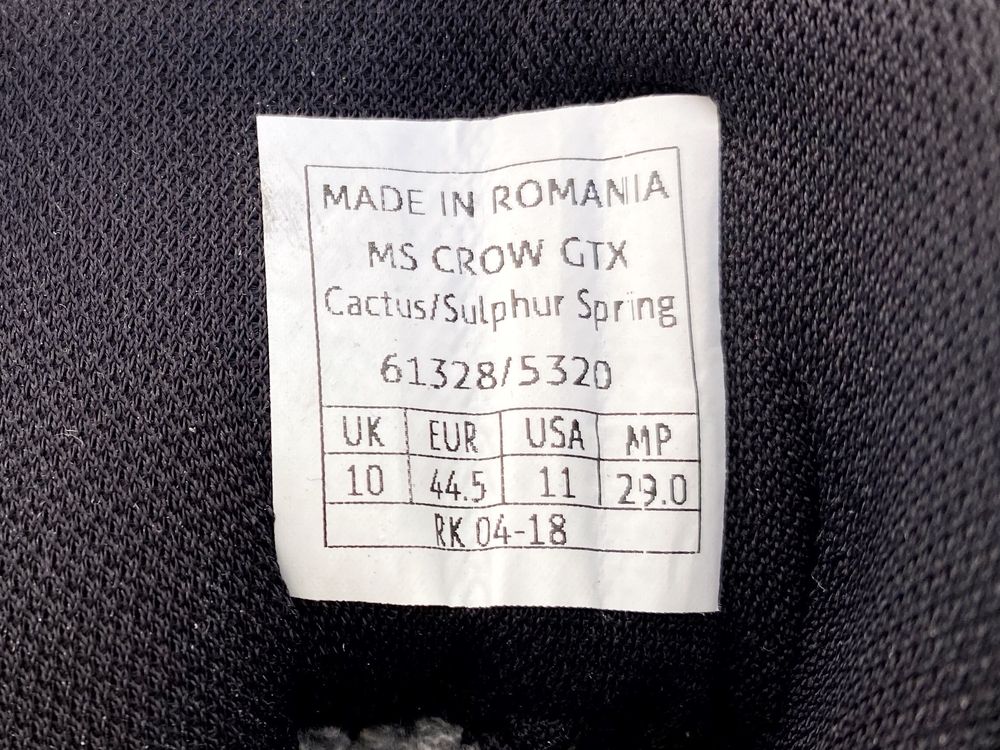 MADE IN ROMANIA
MS CROW GTX
Cactus/Sulphur Spring
61328/5320
UK EUR USA MP
10 44.5 11 29.0
RK 04-18